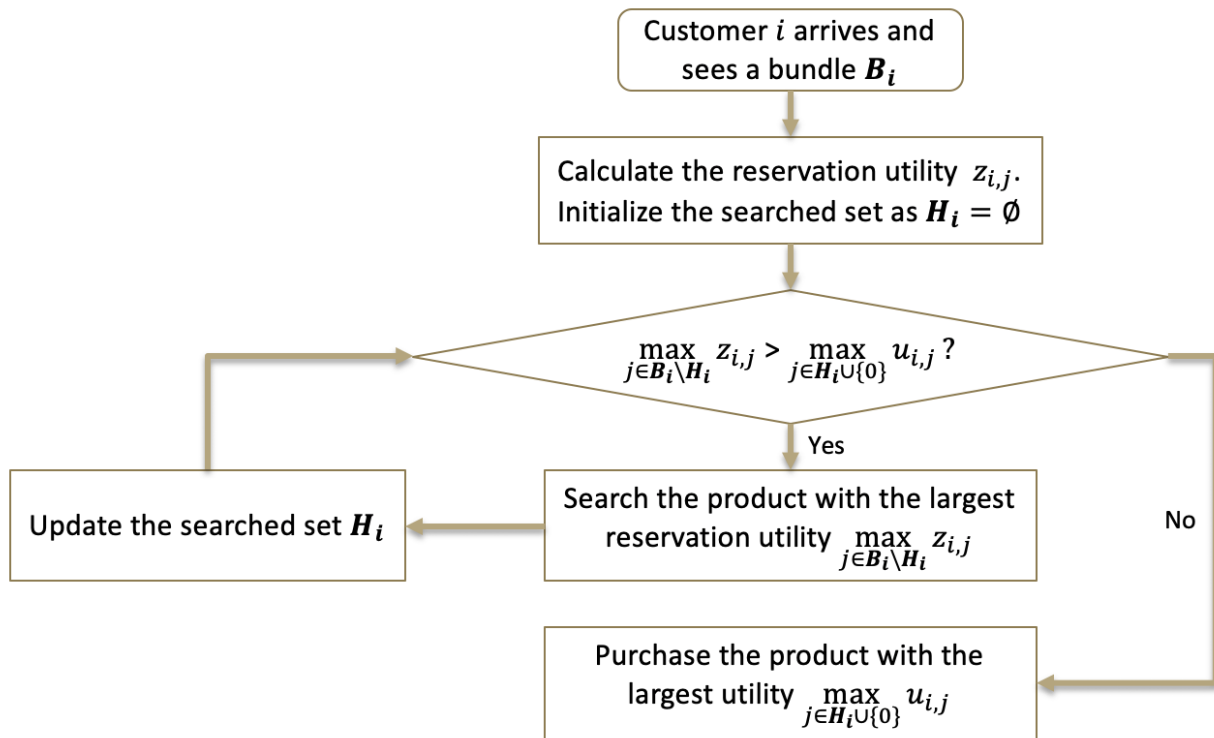 Customer i arrives and
sees a bundle B_i
Calculate the reservation utility z_{i,j}.
Initialize the searched set as H_i = ∅
max_{j∈B_i\H_i} z_{i,j} > max_{j∈H_i∪{0}} u_{i,j} ?
Yes
Search the product with the largest
reservation utility max_{j∈B_i\H_i} z_{i,j}
Update the searched set H_i
No
Purchase the product with the
largest utility max_{j∈H_i∪{0}} u_{i,j}